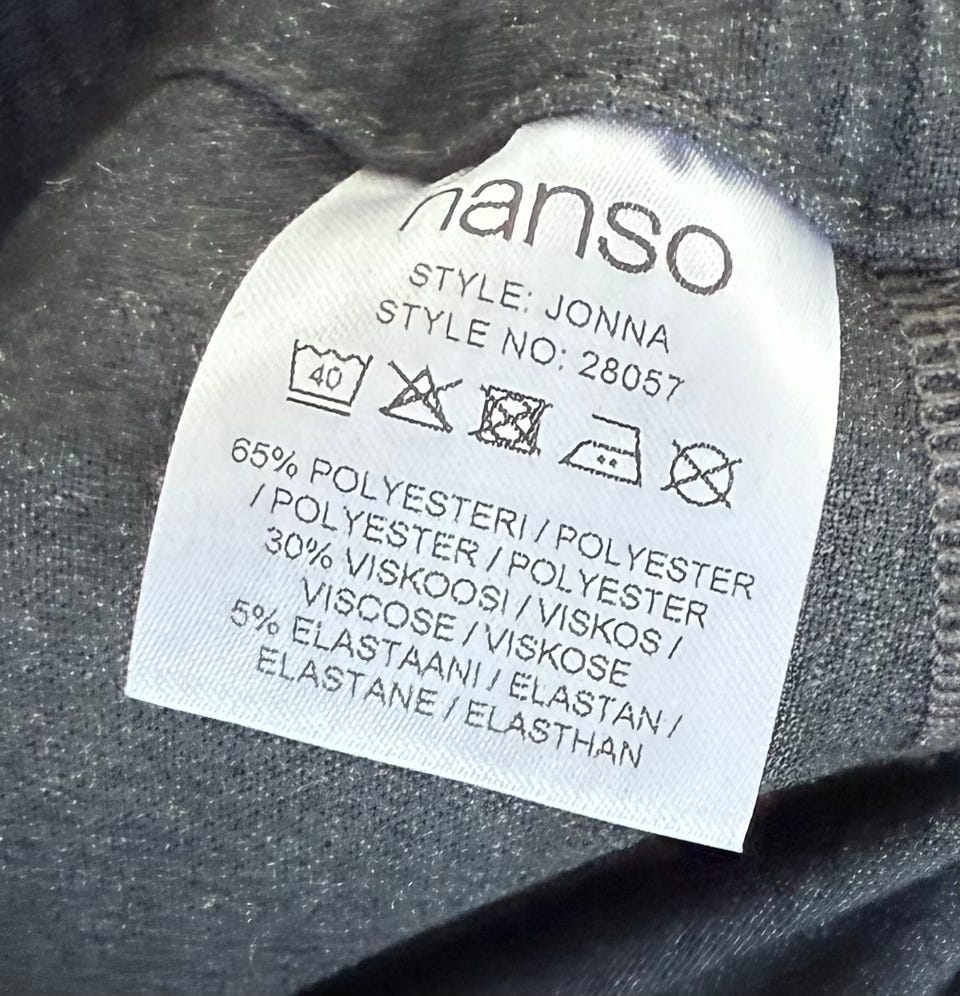 nanso
STYLE: JONNA
STYLE NO: 28057
40
65% POLYESTERI / POLYESTER
/ POLYESTER / POLYESTER
30% VISKOOSI / VISKOS /
VISCOSE / VISKOSE
5% ELASTAANI / ELASTAN /
ELASTANE / ELASTHAN